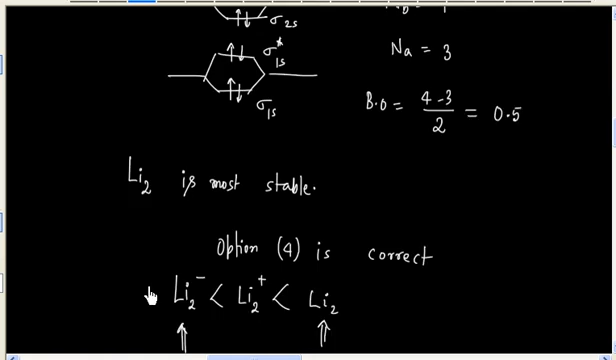 σ2s
σ*1s
Na = 3
σ1s
B.O = 4-3/2 = 0.5
Li2 is most stable.
Option (4) is correct
Li2⁻ < Li2⁺ < Li2